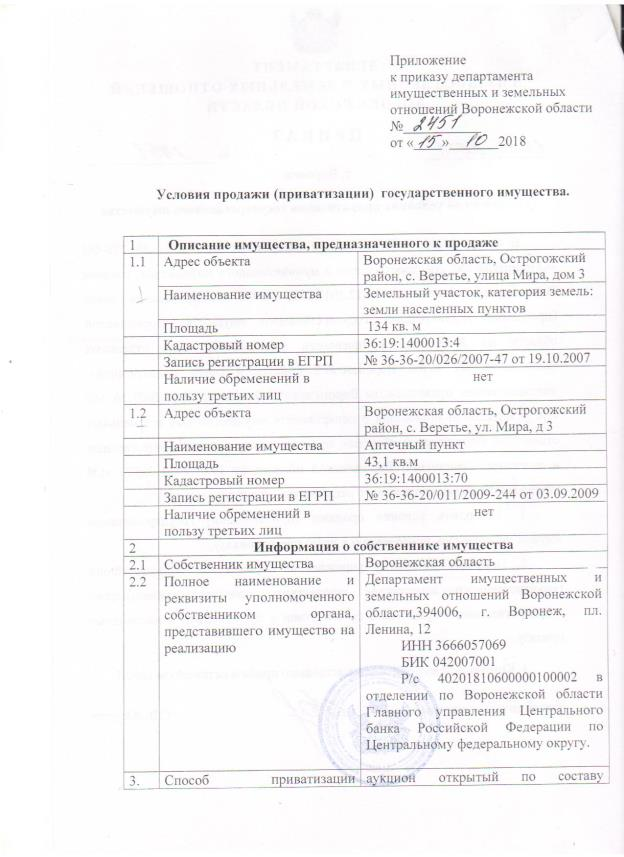 Приложение
к приказу департамента
имущественных и земельных
отношений Воронежской области
№ 2451
от « 15 » 10 2018
Условия продажи (приватизации) государственного имущества.
1 Описание имущества, предназначенного к продаже
1.1 Адрес объекта Воронежская область, Острогожский
район, с. Веретье, улица Мира, дом 3
Наименование имущества Земельный участок, категория земель:
земли населенных пунктов
Площадь 134 кв. м
Кадастровый номер 36:19:1400013:4
Запись регистрации в ЕГРП № 36-36-20/026/2007-47 от 19.10.2007
Наличие обременений в нет
пользу третьих лиц
1.2 Адрес объекта Воронежская область, Острогожский
район, с. Веретье, ул. Мира, д 3
Наименование имущества Аптечный пункт
Площадь 43,1 кв.м
Кадастровый номер 36:19:1400013:70
Запись регистрации в ЕГРП № 36-36-20/011/2009-244 от 03.09.2009
Наличие обременений в нет
пользу третьих лиц
2 Информация о собственнике имущества
2.1 Собственник имущества Воронежская область
2.2 Полное наименование и Департамент имущественных и
реквизиты уполномоченного земельных отношений Воронежской
собственником органа, области,394006, г. Воронеж, пл.
представившего имущество на Ленина, 12
реализацию ИНН 3666057069
БИК 042007001
Р/с 40201810600000100002 в
отделении по Воронежской области
Главного управления Центрального
банка Российской Федерации по
Центральному федеральному округу.
3. Способ приватизации аукцион открытый по составу